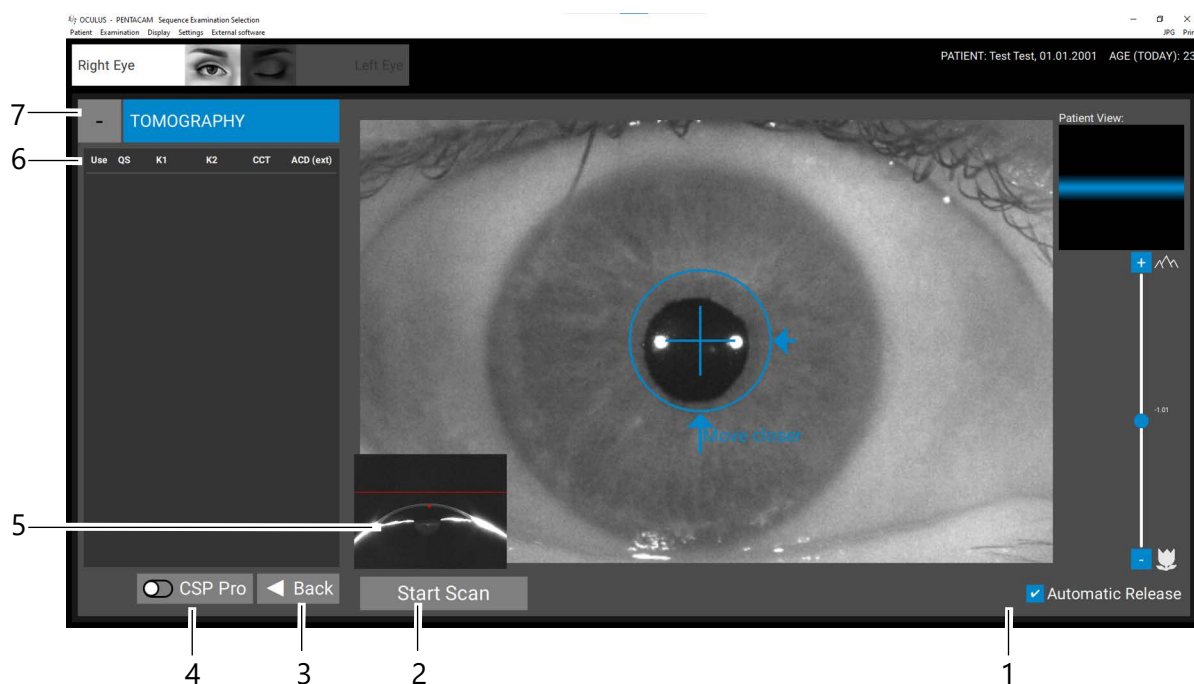 OCULUS - PENTACAM Sequence Examination Selection
Patient Examination Display Settings External software
JPG Prin
Right Eye
Left Eye
PATIENT: Test Test, 01.01.2001 AGE (TODAY): 23
7
- TOMOGRAPHY
Patient View:
6
Use QS K1 K2 CCT ACD (ext)
+
-1.01
Move closer
5
-
CSP Pro
Back
Start Scan
Automatic Release
4
3
2
1